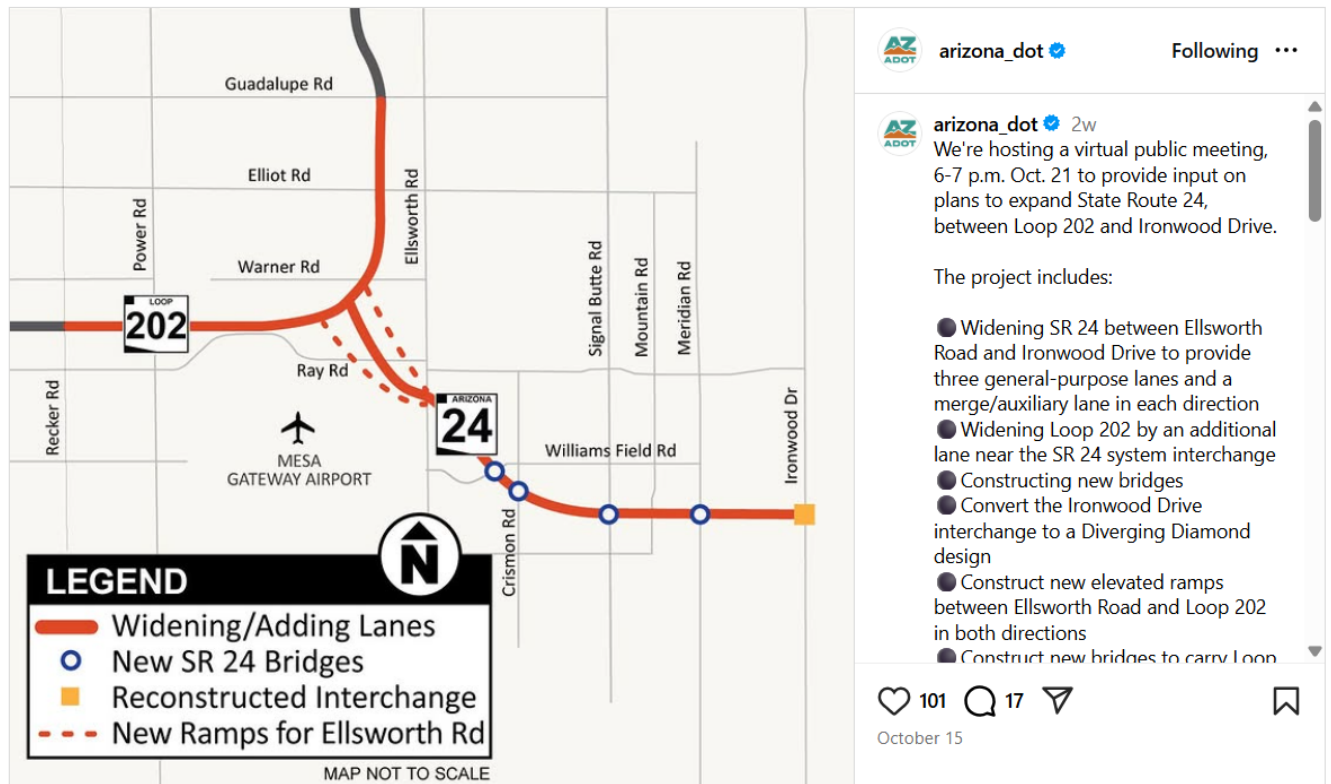 Guadalupe Rd
Elliot Rd
Ellsworth Rd
Power Rd
Warner Rd
LOOP
202
Signal Butte Rd
Mountain Rd
Meridian Rd
Ray Rd
Recker Rd
ARIZONA
24
Ironwood Dr
MESA
GATEWAY AIRPORT
Williams Field Rd
Crismon Rd
N
LEGEND
Widening/Adding Lanes
New SR 24 Bridges
Reconstructed Interchange
New Ramps for Ellsworth Rd
MAP NOT TO SCALE
AZ
ADOT
arizona_dot
Following
AZ
ADOT
arizona_dot 2w
We're hosting a virtual public meeting,
6-7 p.m. Oct. 21 to provide input on
plans to expand State Route 24,
between Loop 202 and Ironwood Drive.
The project includes:
Widening SR 24 between Ellsworth
Road and Ironwood Drive to provide
three general-purpose lanes and a
merge/auxiliary lane in each direction
Widening Loop 202 by an additional
lane near the SR 24 system interchange
Constructing new bridges
Convert the Ironwood Drive
interchange to a Diverging Diamond
design
Construct new elevated ramps
between Ellsworth Road and Loop 202
in both directions
Construct new bridges to carry Loop
101 17
October 15